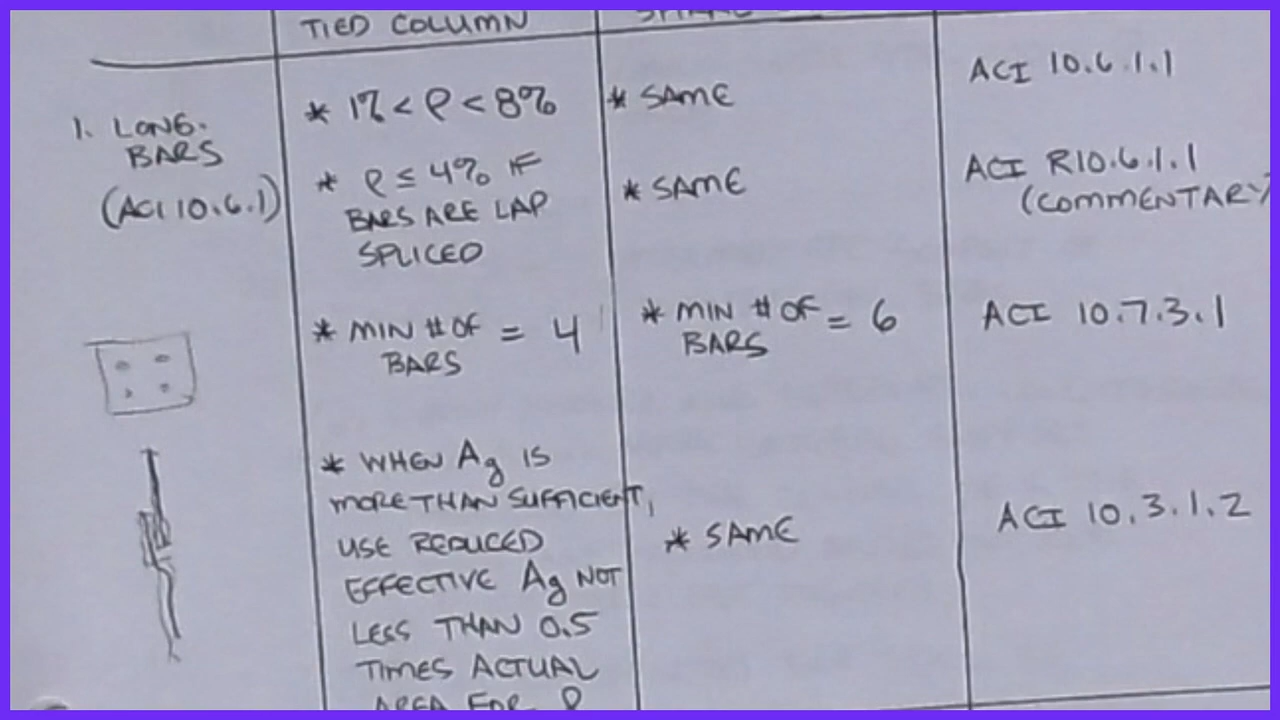 TIED COLUMN
1. LONG.
BARS
(ACI 10.6.1)
* 1% < ρ < 8%
* SAME
ACI 10.6.1.1
* ρ ≤ 4% IF
BARS ARE LAP
SPLICED
* SAME
ACI R10.6.1.1
(COMMENTARY)
* MIN # OF = 4
BARS
* MIN # OF = 6
BARS
ACI 10.7.3.1
* WHEN Ag IS
MORE THAN SUFFICIENT,
USE REDUCED
EFFECTIVE Ag NOT
LESS THAN 0.5
TIMES ACTUAL
AREA FOR ρ
* SAME
ACI 10.3.1.2